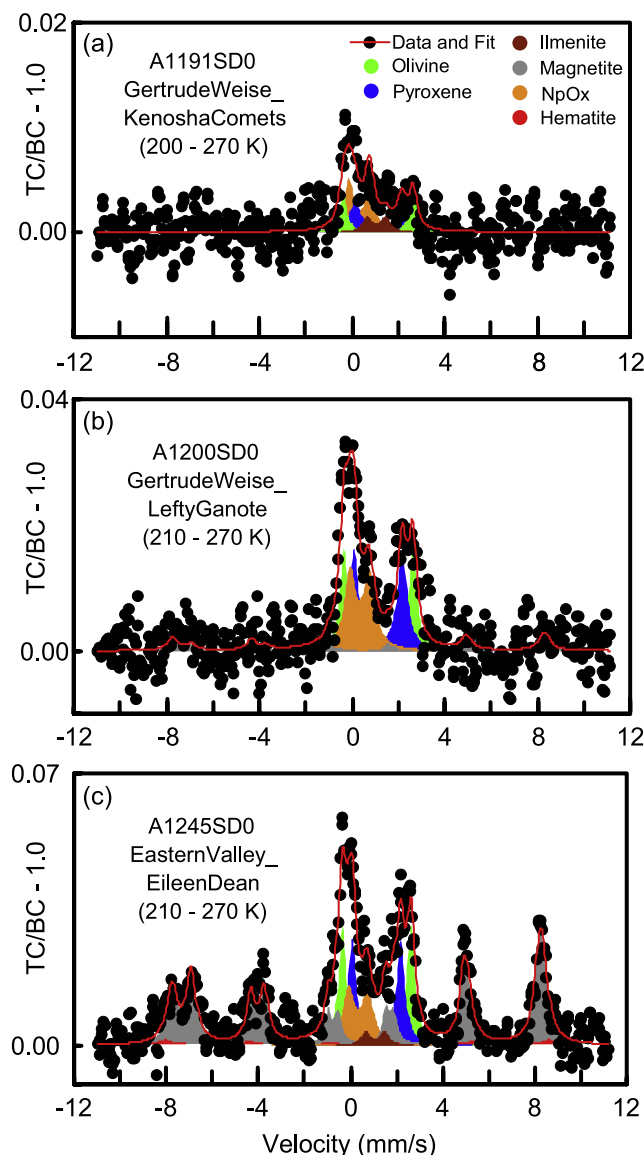 0.02
(a)
A1191SD0
GertrudeWeise_
KenoshaComets
(200 - 270 K)
Data and Fit
Olivine
Pyroxene
Ilmenite
Magnetite
NpOx
Hematite
TC/BC - 1.0
0.00
-12 -8 -4 0 4 8 12
0.04
(b)
A1200SD0
GertrudeWeise_
LeftyGanote
(210 - 270 K)
TC/BC - 1.0
0.00
-12 -8 -4 0 4 8 12
0.07
(c)
A1245SD0
EasternValley_
EileenDean
(210 - 270 K)
TC/BC - 1.0
0.00
-12 -8 -4 0 4 8 12
Velocity (mm/s)